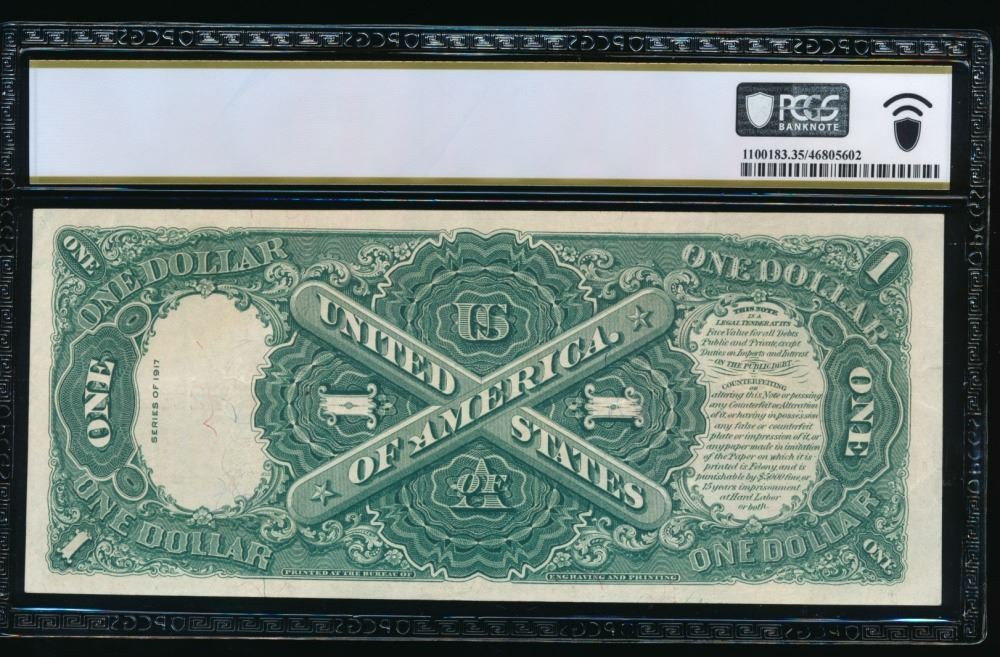 PCGS
BANKNOTE
1100183.35/46805602
ONE
ONE DOLLAR
ONE DOLLAR
1
ONE
SERIES OF 1917
US
UNITED STATES
OF AMERICA.
1
1
OF
THIS NOTE
IS A
LEGAL TENDER AT ITS
Face Value for all Debts
Public and Private, except
Duties on Imports and Interest
ON THE PUBLIC DEBT.
COUNTERFEITING
or
altering this Note or passing
any Counterfeit or Alteration
of it, or having in possession
any false or counterfeit
plate or impression of it, or
any paper made in imitation
of the Paper on which it is
printed is Felony, and is
punishable by $5000 fine, or
15 years imprisonment
at Hard Labor
or both.
ONE
1
ONE DOLLAR
ONE DOLLAR
ONE
PRINTED AT THE BUREAU OF
ENGRAVING AND PRINTING